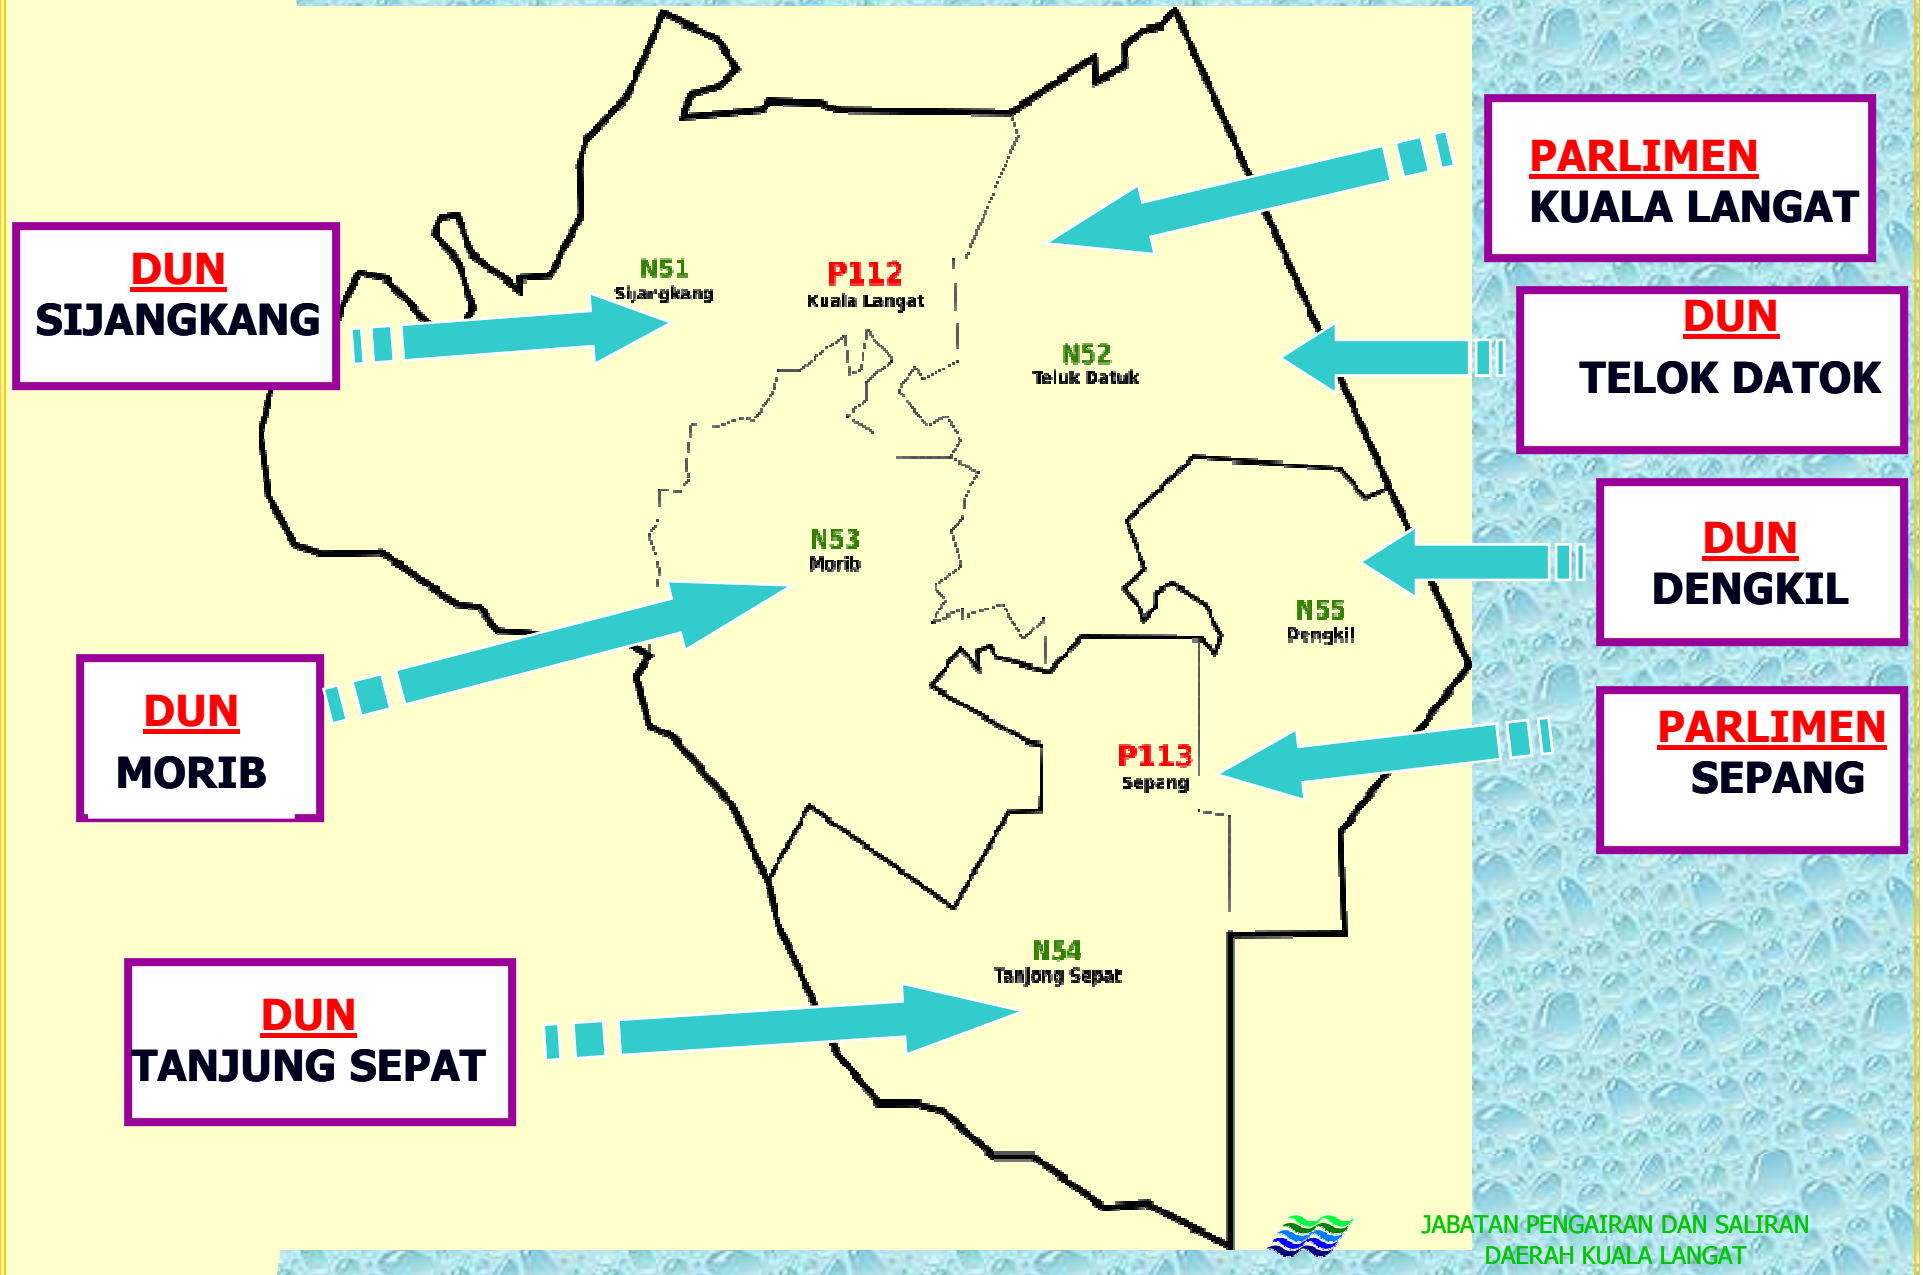 PARLIMEN
KUALA LANGAT
DUN
SIJANGKANG
N51
Sijangkang
P112
Kuala Langat
DUN
TELOK DATOK
N52
Teluk Datuk
DUN
DENGKIL
N53
Morib
N55
Dengkil
DUN
MORIB
PARLIMEN
SEPANG
P113
Sepang
N54
Tanjong Sepat
DUN
TANJUNG SEPAT
JABATAN PENGAIRAN DAN SALIRAN
DAERAH KUALA LANGAT